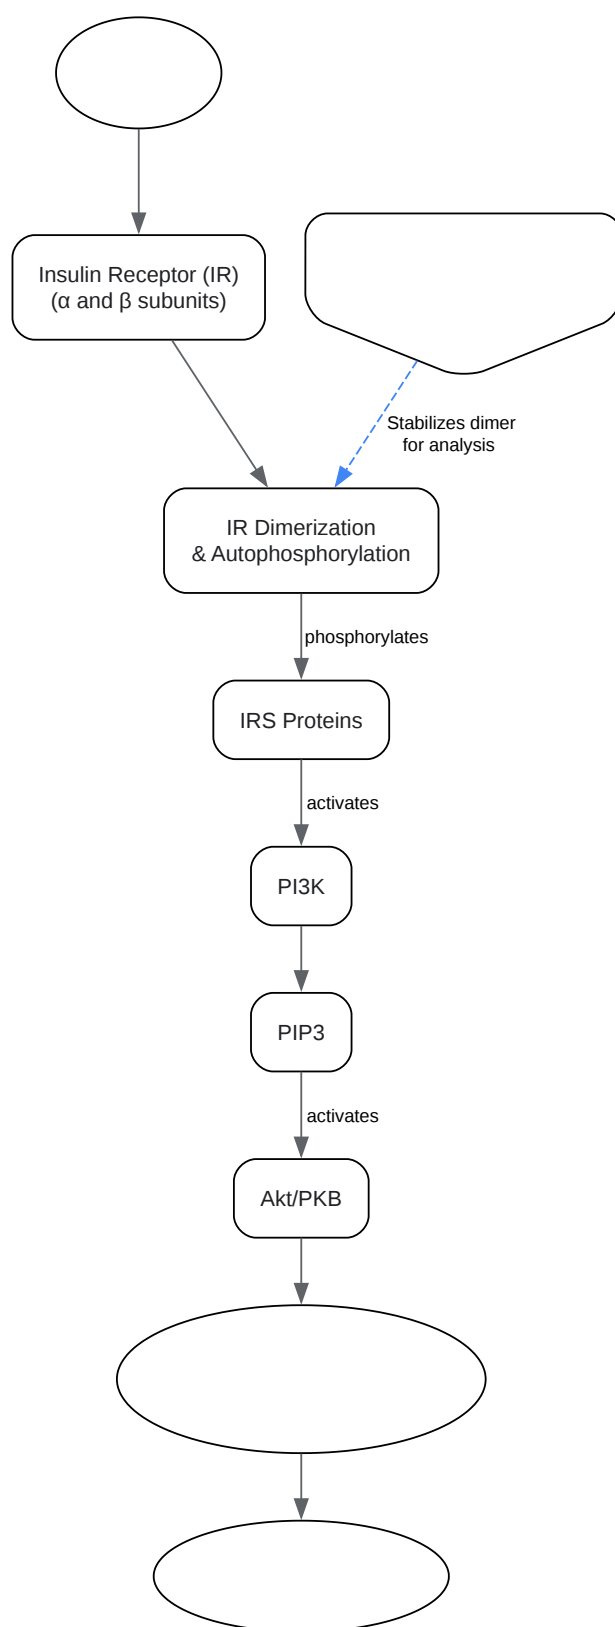 Insulin Receptor (IR)
(α and β subunits)
Stabilizes dimer
for analysis
IR Dimerization
& Autophosphorylation
phosphorylates
IRS Proteins
activates
PI3K
PIP3
activates
Akt/PKB